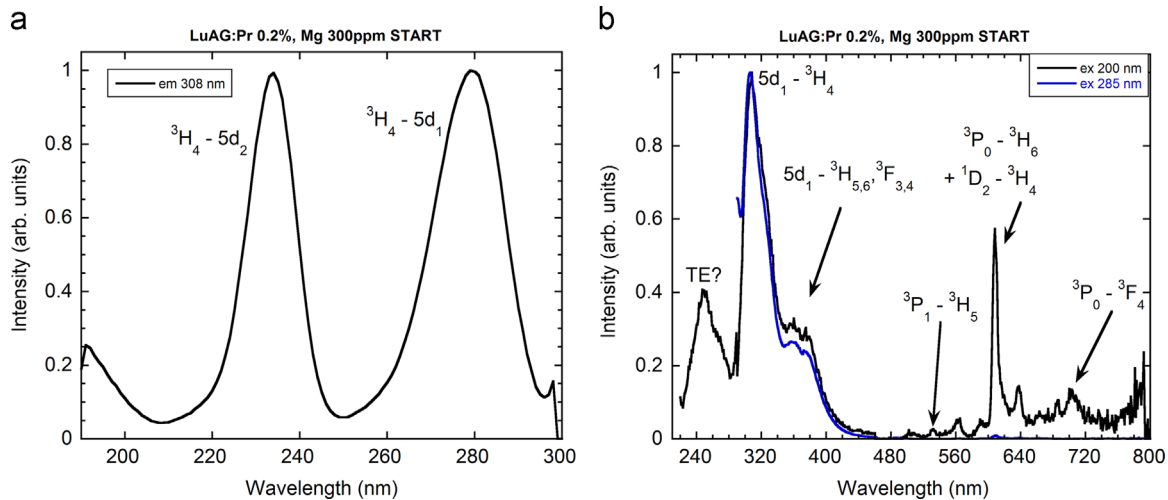 a
LuAG:Pr 0.2%, Mg 300ppm START
em 308 nm
³H₄ - 5d₂
³H₄ - 5d₁
Intensity (arb. units)
1
0.8
0.6
0.4
0.2
0
200
220
240
260
280
300
Wavelength (nm)
b
LuAG:Pr 0.2%, Mg 300ppm START
ex 200 nm
ex 285 nm
5d₁ - ³H₄
³P₀ - ³H₆
+ ¹D₂ - ³H₄
5d₁ - ³H₅,₆,³F₃,₄
TE?
³P₁ - ³H₅
³P₀ - ³F₄
Intensity (arb. units)
1
0.8
0.6
0.4
0.2
0
240
320
400
480
560
640
720
800
Wavelength (nm)